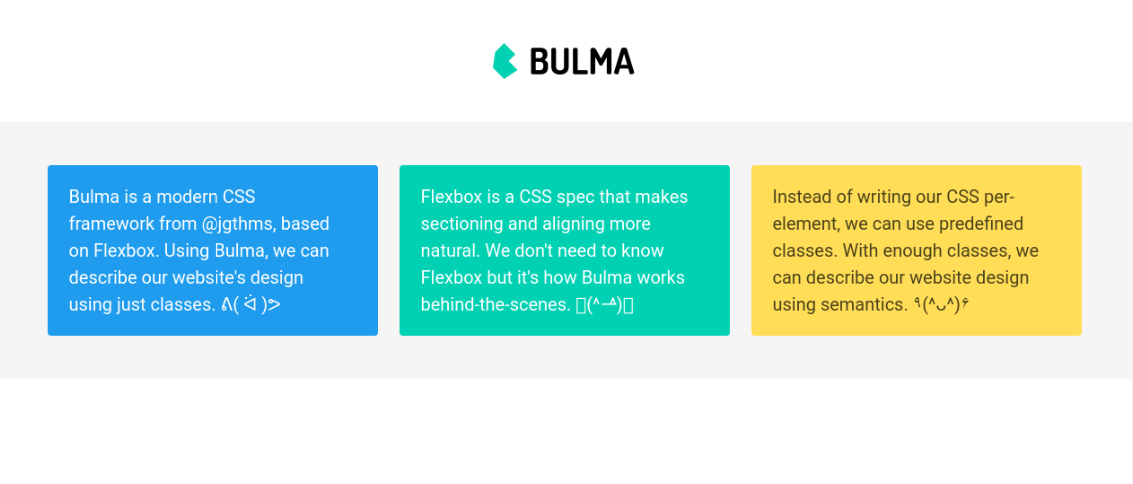 BULMA
Bulma is a modern CSS
framework from @jgthms, based
on Flexbox. Using Bulma, we can
describe our website's design
using just classes. ᕕ( ᐛ )ᕗ
Flexbox is a CSS spec that makes
sectioning and aligning more
natural. We don't need to know
Flexbox but it's how Bulma works
behind-the-scenes.
Instead of writing our CSS per-
element, we can use predefined
classes. With enough classes, we
can describe our website design
using semantics. ٩(^ᴗ^)۶